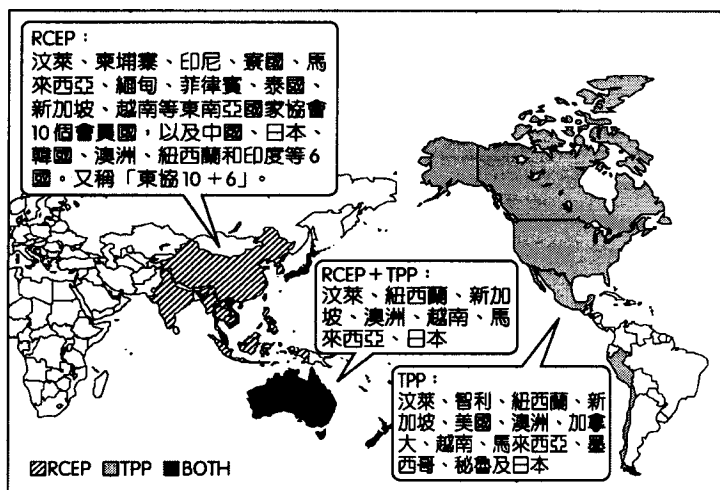 RCEP：
汶萊、柬埔寨、印尼、寮國、馬
來西亞、緬甸、菲律賓、泰國、
新加坡、越南等東南亞國家協會
10個會員國，以及中國、日本、
韓國、澳洲、紐西蘭和印度等6
國。又稱「東協10＋6」。
RCEP＋TPP：
汶萊、紐西蘭、新加
坡、澳洲、越南、馬
來西亞、日本
TPP：
汶萊、智利、紐西蘭、新
加坡、美國、澳洲、加拿
大、越南、馬來西亞、墨
西哥、秘魯及日本
RCEP TPP BOTH